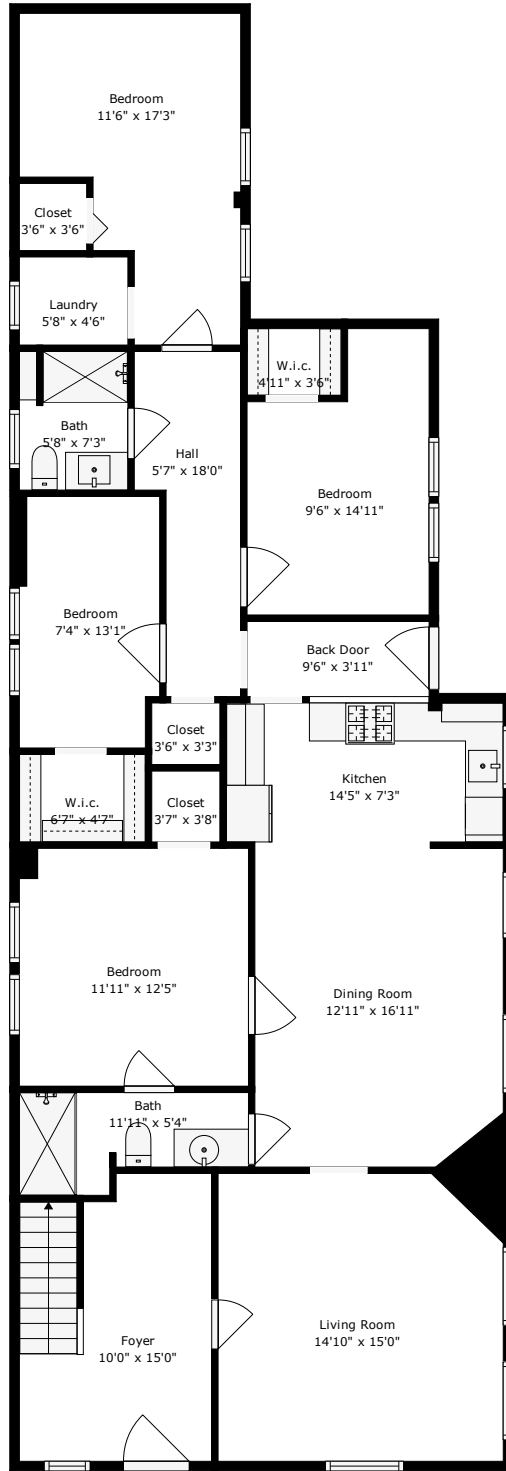 Bedroom
11'6" x 17'3"
Closet
3'6" x 3'6"
Laundry
5'8" x 4'6"
W.i.c.
4'11" x 3'6"
Bath
5'8" x 7'3"
Hall
5'7" x 18'0"
Bedroom
9'6" x 14'11"
Bedroom
7'4" x 13'1"
Back Door
9'6" x 3'11"
Closet
3'6" x 3'3"
Kitchen
14'5" x 7'3"
W.i.c.
6'7" x 4'7"
Closet
3'7" x 3'8"
Bedroom
11'11" x 12'5"
Dining Room
12'11" x 16'11"
Bath
11'11" x 5'4"
Living Room
14'10" x 15'0"
Foyer
10'0" x 15'0"